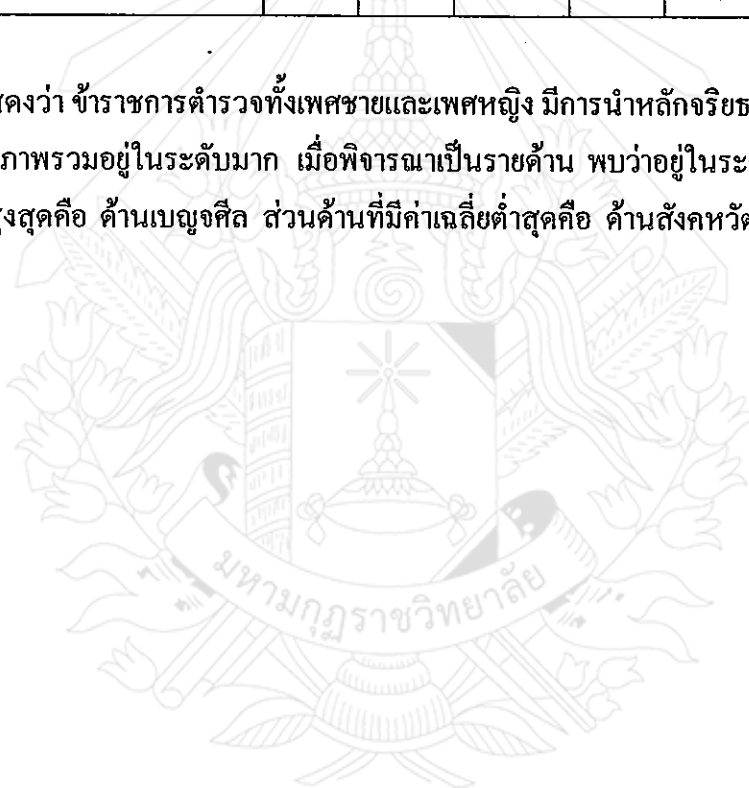 สดงว่า ข้าราชการตำรวจทั้งเพศชายและเพศหญิง มีการนำหลักจริยธ
ภาพรวมอยู่ในระดับมาก เมื่อพิจารณาเป็นรายด้าน พบว่าอยู่ในระ
ูงสุดคือ ด้านเบญจศีล ส่วนด้านที่มีค่าเฉลี่ยต่ำสุดคือ ด้านสังคหวัต
มหามกุฏราชวิทยาลัย